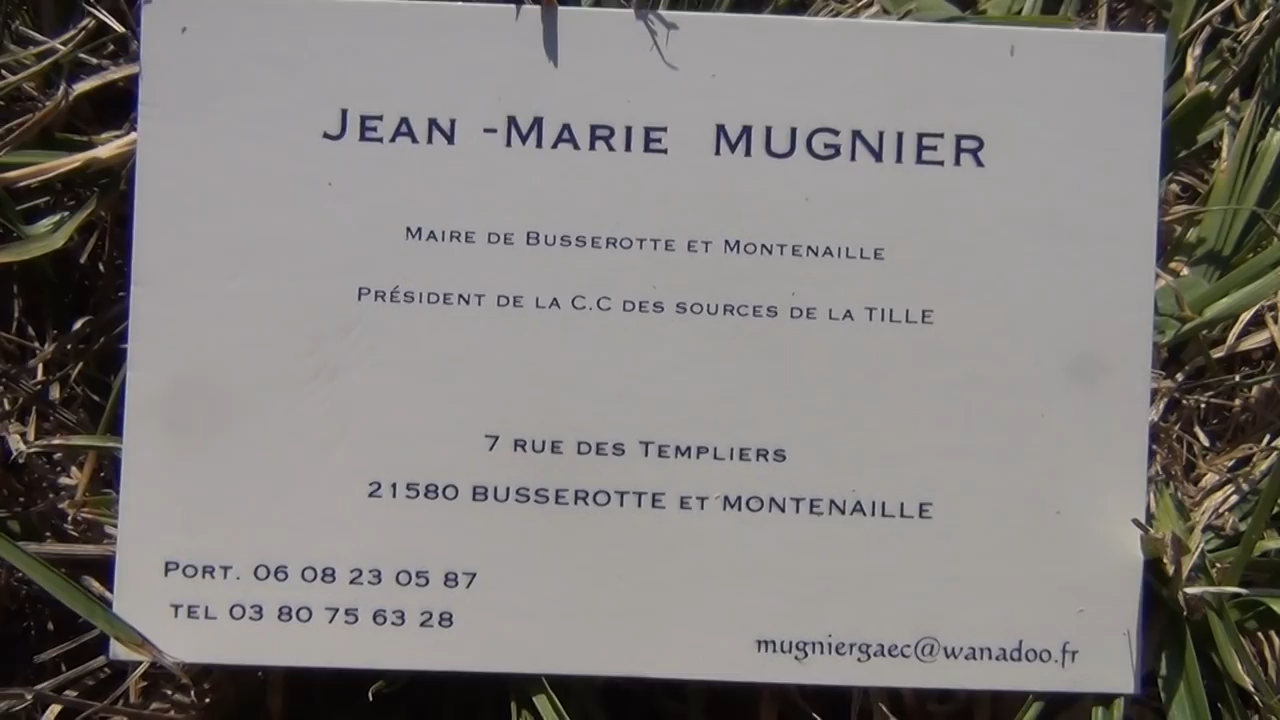 Jean -Marie MUGNIER
Maire de Busserotte et Montenaille
Président de la C.C des sources de la TILLE
7 rue des Templiers
21580 BUSSEROTTE et MONTENAILLE
Port. 06 08 23 05 87
TEL 03 80 75 63 28
mugniergaec@wanadoo.fr